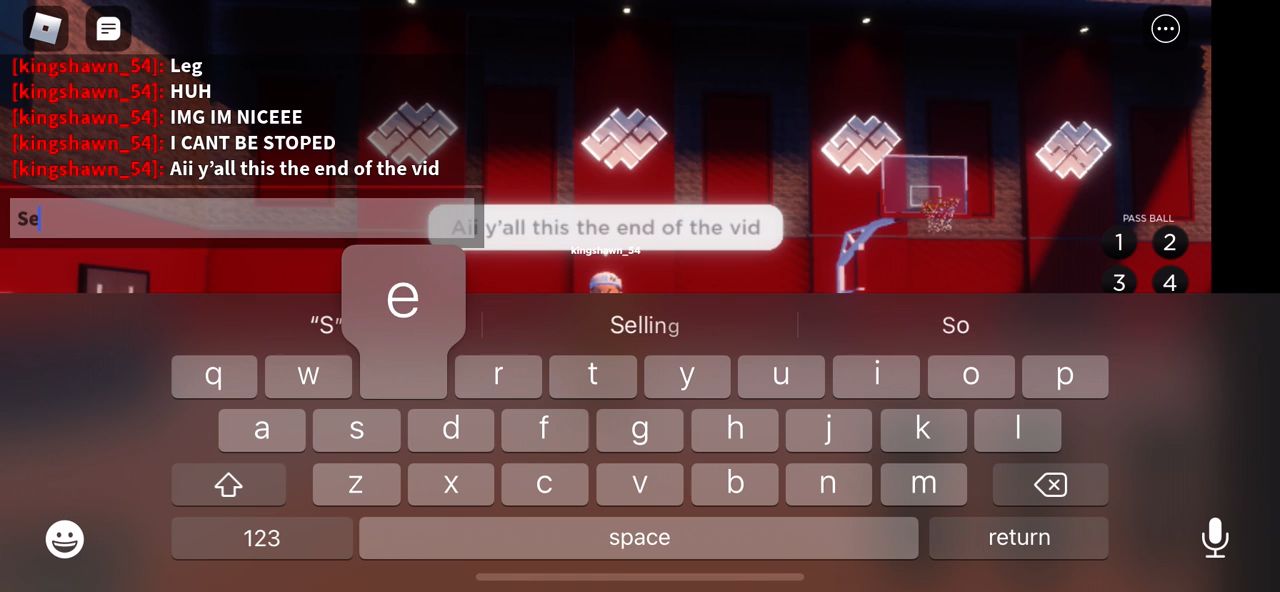 [kingshawn_54]: Leg
[kingshawn_54]: HUH
[kingshawn_54]: IMG IM NICEEE
[kingshawn_54]: I CANT BE STOPED
[kingshawn_54]: Aii y’all this the end of the vid
Se
Aii y’all this the end of the vid
kingshawn_54
PASS BALL
1 2
3 4
e
“S” Selling So
q w r t y u i o p
a s d f g h j k l
z x c v b n m
123 space return